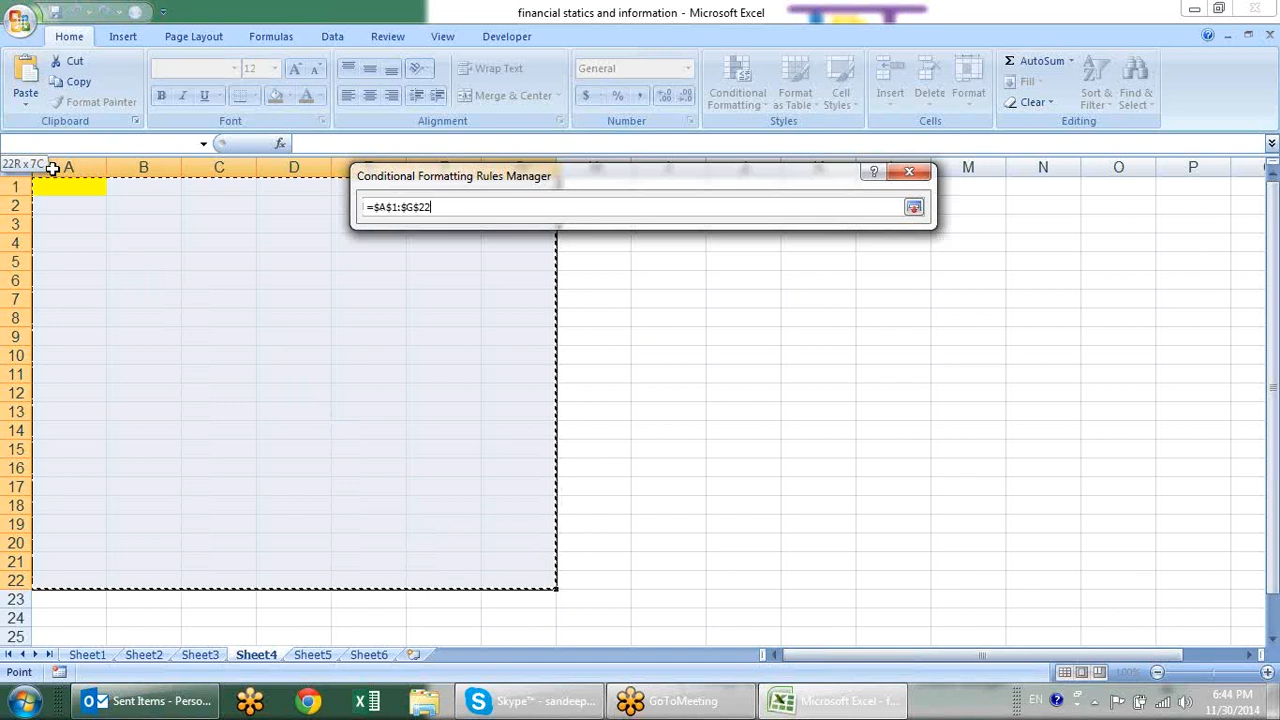 financial statics and information - Microsoft Excel
Home Insert Page Layout Formulas Data Review View Developer
Cut
Copy
Format Painter
Paste
Clipboard
12
Font
Wrap Text
Merge & Center
Alignment
General
$ % ,
Number
Conditional Formatting
Format as Table
Cell Styles
Styles
Insert
Delete
Format
Cells
AutoSum
Fill
Clear
Sort & Filter
Find & Select
Editing
22R x 7C
A B C D M N O P
Conditional Formatting Rules Manager
=$A$1:$G$22
1
2
3
4
5
6
7
8
9
10
11
12
13
14
15
16
17
18
19
20
21
22
23
24
25
Sheet1 Sheet2 Sheet3 Sheet4 Sheet5 Sheet6
Point
100%
Sent Items - Perso...
Skype™ - sandeep...
GoToMeeting
Microsoft Excel - f...
EN
6:44 PM
11/30/2014